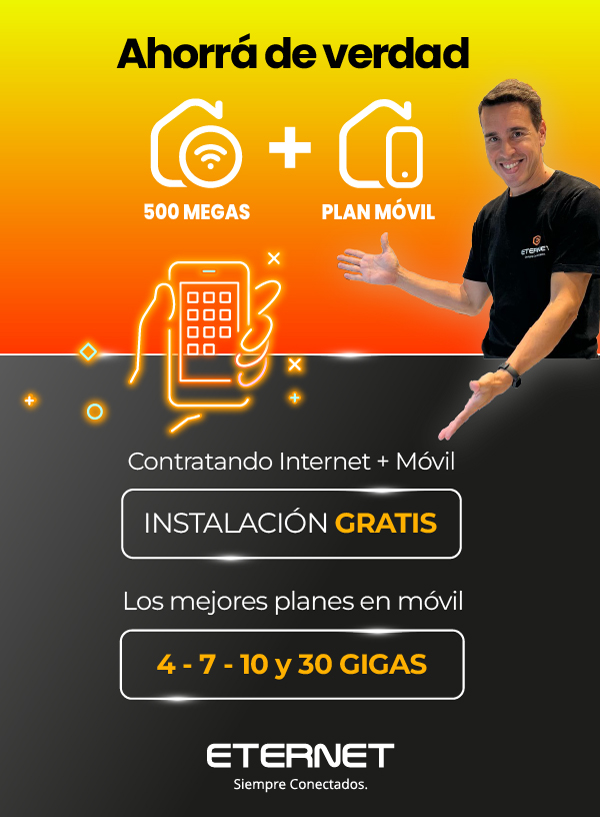 Ahorrá de verdad
500 MEGAS
PLAN MÓVIL
ETERNET
Contratando Internet + Móvil
INSTALACIÓN GRATIS
Los mejores planes en móvil
4 - 7 - 10 y 30 GIGAS
ETERNET
Siempre Conectados.